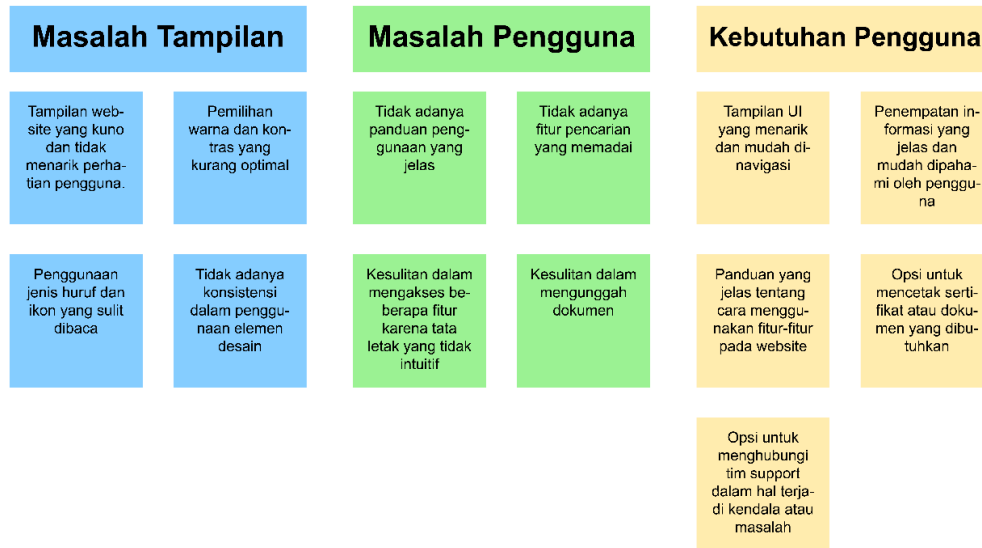 Masalah Tampilan
Tampilan web-
site yang kuno
dan tidak
menarik perha-
tian pengguna.
Pemilihan
warna dan kon-
tras yang
kurang optimal
Penggunaan
jenis huruf dan
ikon yang sulit
dibaca
Tidak adanya
konsistensi
dalam penggu-
naan elemen
desain
Masalah Pengguna
Tidak adanya
panduan peng-
gunaan yang
jelas
Tidak adanya
fitur pencarian
yang memadai
Kesulitan dalam
mengakses be-
berapa fitur
karena tata
letak yang tidak
intuitif
Kesulitan dalam
mengunggah
dokumen
Kebutuhan Pengguna
Tampilan UI
yang menarik
dan mudah di-
navigasi
Penempatan in-
formasi yang
jelas dan
mudah dipaha-
mi oleh penggu-
na
Panduan yang
jelas tentang
cara menggu-
nakan fitur-fitur
pada website
Opsi untuk
mencetak serti-
fikat atau doku-
men yang dibu-
tuhkan
Opsi untuk
menghubungi
tim support
dalam hal terja-
di kendala atau
masalah